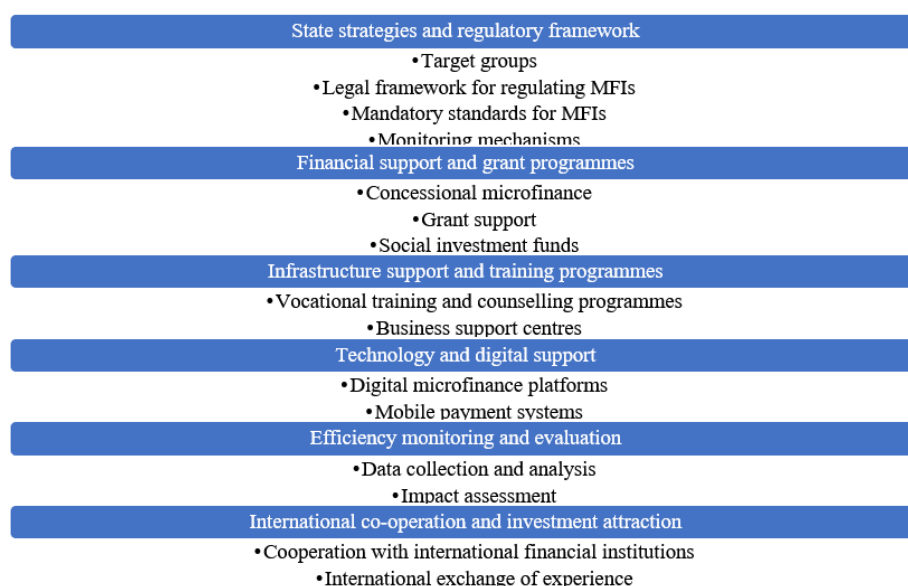 State strategies and regulatory framework
•Target groups
•Legal framework for regulating MFIs
•Mandatory standards for MFIs
•Monitoring mechanisms
Financial support and grant programmes
•Concessional microfinance
•Grant support
•Social investment funds
Infrastructure support and training programmes
•Vocational training and counselling programmes
•Business support centres
Technology and digital support
•Digital microfinance platforms
•Mobile payment systems
Efficiency monitoring and evaluation
•Data collection and analysis
•Impact assessment
International co-operation and investment attraction
•Cooperation with international financial institutions
•International exchange of experience